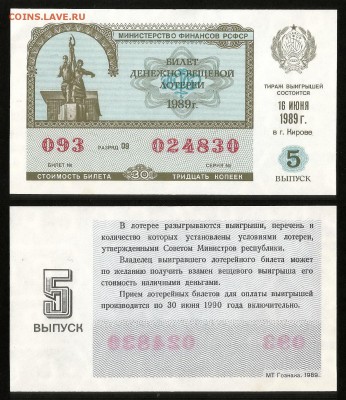 COINS.ЛАВЕ.RU
МИНИСТЕРСТВО ФИНАНСОВ РСФСР
БИЛЕТ
ДЕНЕЖНО-ВЕЩЕВОЙ
ЛОТЕРЕИ
1989г.
ТИРАЖ ВЫИГРЫШЕЙ
СОСТОИТСЯ
16 ИЮНЯ
1989 г.
в г. Кирове
093 РАЗРЯД 09 024830
БИЛЕТ № СЕРИЯ №
5
ВЫПУСК
СТОИМОСТЬ БИЛЕТА 30 ТРИДЦАТЬ КОПЕЕК
В лотерее разыгрываются выигрыши, перечень и
количество которых установлены условиями лотереи,
утвержденными Советом Министров республики.
Владелец выигравшего лотерейного билета может
по желанию получить взамен вещевого выигрыша его
стоимость наличными деньгами.
Прием лотерейных билетов для оплаты выигрышей
производится по 30 июня 1990 года включительно.
5
ВЫПУСК
024830 093
МТ Гознака. 1989.